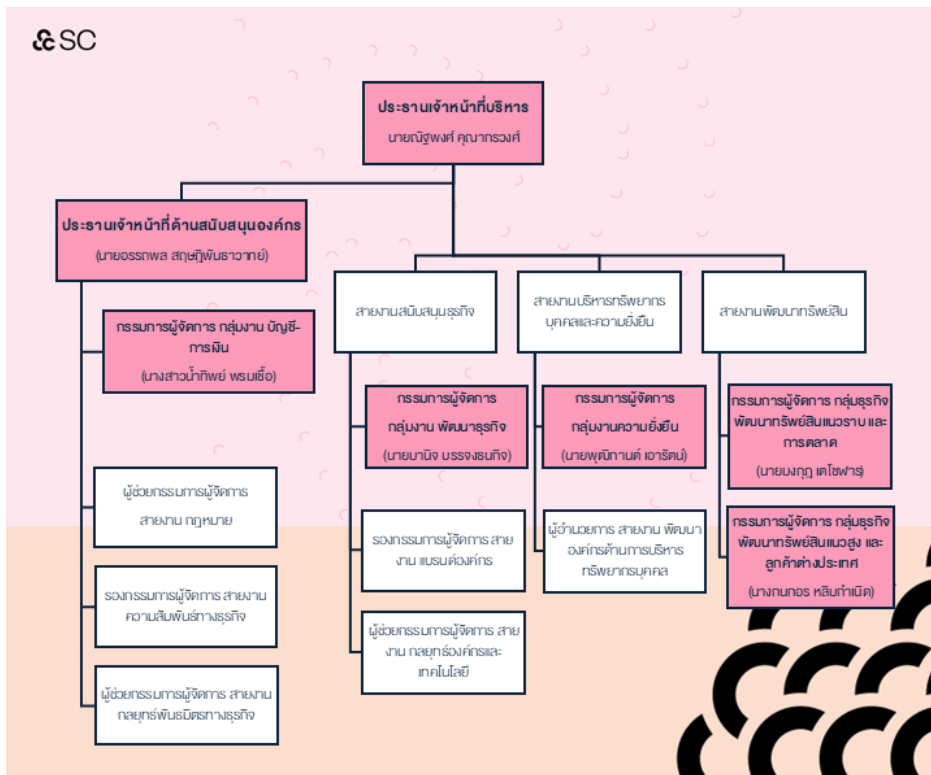 SC
ประธานเจ้าหน้าที่บริหาร
นายณัฐพงศ์ คุณากรวงศ์
ประธานเจ้าหน้าที่ด้านสนับสนุนองค์กร
(นายอรรถพล สฤษฎิพันธาวาทย์)
กรรมการผู้จัดการ กลุ่มงาน บัญชี-
การเงิน
(นางสาวน้ำทิพย์ พรมเชื้อ)
ผู้ช่วยกรรมการผู้จัดการ
สายงาน กฎหมาย
รองกรรมการผู้จัดการ สายงาน
ความสัมพันธ์ทางธุรกิจ
ผู้ช่วยกรรมการผู้จัดการ สายงาน
กลยุทธ์พันธมิตรทางธุรกิจ
สายงานสนับสนุนธุรกิจ
กรรมการผู้จัดการ
กลุ่มงาน พัฒนาธุรกิจ
(นายมานิจ บรรจงธนกิจ)
รองกรรมการผู้จัดการ สาย
งาน แบรนด์องค์กร
ผู้ช่วยกรรมการผู้จัดการ สาย
งาน กลยุทธ์องค์กรและ
เทคโนโลยี
สายงานบริหารทรัพยากร
บุคคลและความยั่งยืน
กรรมการผู้จัดการ
กลุ่มงานความยั่งยืน
(นายพุฒิกานต์ เอารัตน์)
ผู้อำนวยการ สายงาน พัฒนา
องค์กรด้านการบริหาร
ทรัพยากรบุคคล
สายงานพัฒนาทรัพย์สิน
กรรมการผู้จัดการ กลุ่มธุรกิจ
พัฒนาทรัพย์สินแนวราบ และ
การตลาด
(นายมงกุฎ เตโชฬาร)
กรรมการผู้จัดการ กลุ่มธุรกิจ
พัฒนาทรัพย์สินแนวสูง และ
ลูกค้าต่างประเทศ
(นางกนกอร หลิมกำเนิด)